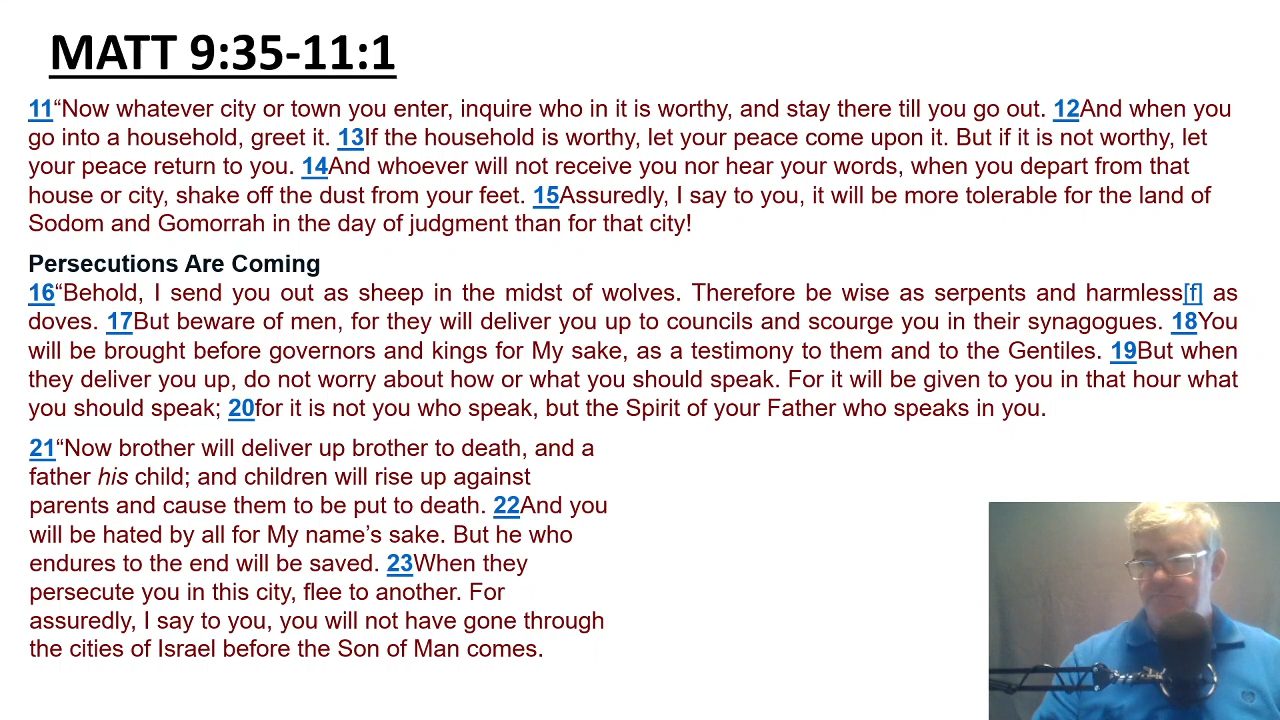 MATT 9:35-11:1
11“Now whatever city or town you enter, inquire who in it is worthy, and stay there till you go out. 12And when you
go into a household, greet it. 13If the household is worthy, let your peace come upon it. But if it is not worthy, let
your peace return to you. 14And whoever will not receive you nor hear your words, when you depart from that
house or city, shake off the dust from your feet. 15Assuredly, I say to you, it will be more tolerable for the land of
Sodom and Gomorrah in the day of judgment than for that city!
Persecutions Are Coming
16“Behold, I send you out as sheep in the midst of wolves. Therefore be wise as serpents and harmless[f] as
doves. 17But beware of men, for they will deliver you up to councils and scourge you in their synagogues. 18You
will be brought before governors and kings for My sake, as a testimony to them and to the Gentiles. 19But when
they deliver you up, do not worry about how or what you should speak. For it will be given to you in that hour what
you should speak; 20for it is not you who speak, but the Spirit of your Father who speaks in you.
21“Now brother will deliver up brother to death, and a
father his child; and children will rise up against
parents and cause them to be put to death. 22And you
will be hated by all for My name’s sake. But he who
endures to the end will be saved. 23When they
persecute you in this city, flee to another. For
assuredly, I say to you, you will not have gone through
the cities of Israel before the Son of Man comes.